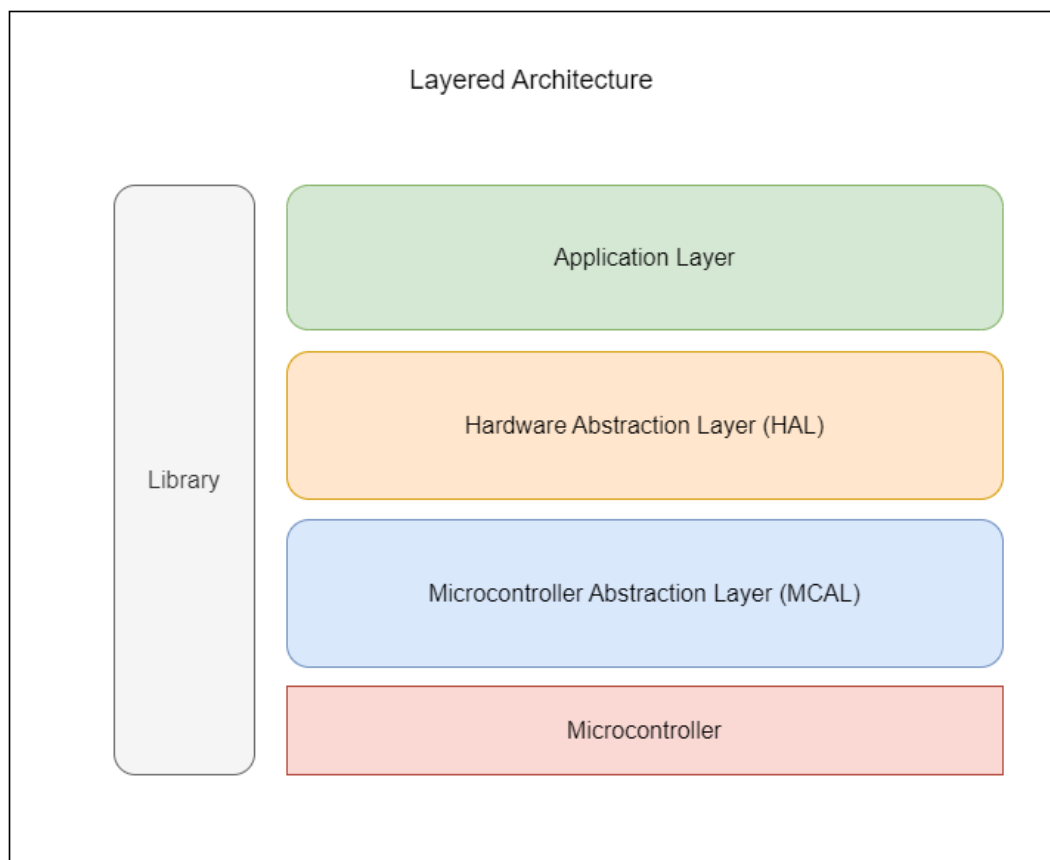 Layered Architecture
Application Layer
Hardware Abstraction Layer (HAL)
Library
Microcontroller Abstraction Layer (MCAL)
Microcontroller